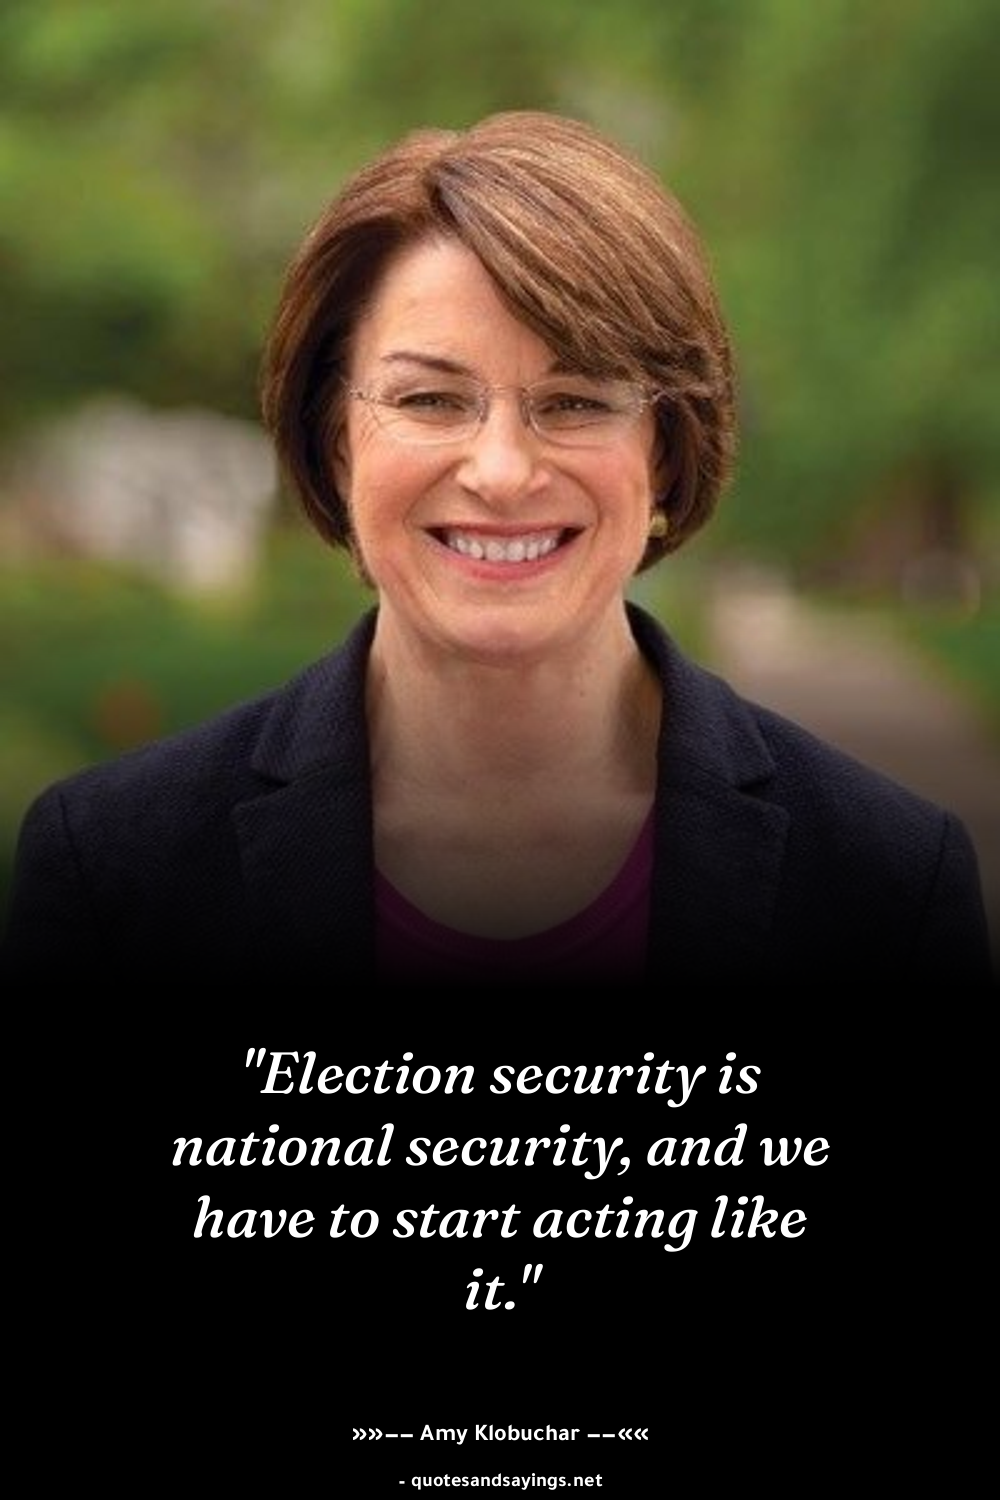 "Election security is
national security, and we
have to start acting like
it."
»»–– Amy Klobuchar ––««
- quotesandsayings.net